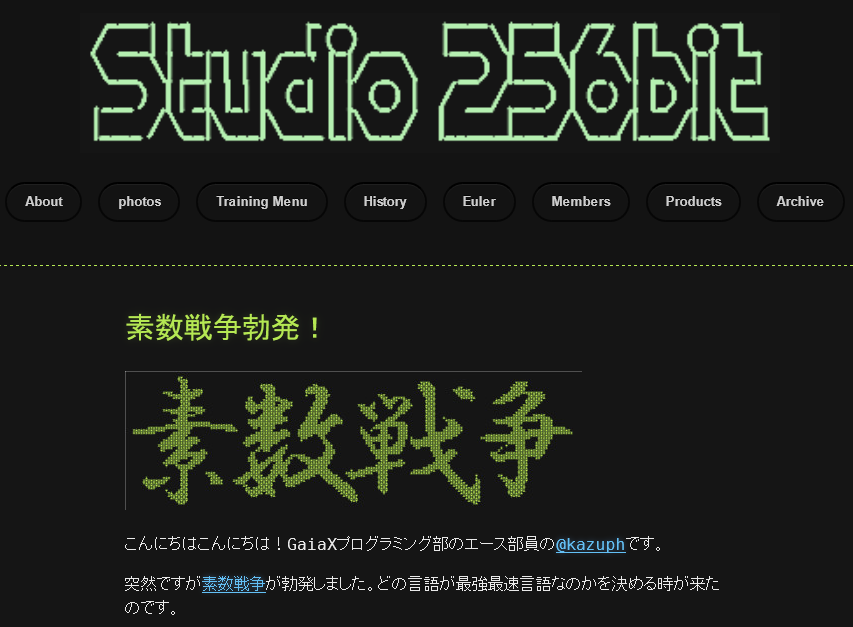 Studio 256bit
About photos Training Menu History Euler Members Products Archive
素数戦争勃発！
素数戦争
こんにちはこんにちは！GaiaXプログラミング部のエース部員の@kazuphです。
突然ですが素数戦争が勃発しました。どの言語が最強最速言語なのかを決める時が来た
のです。